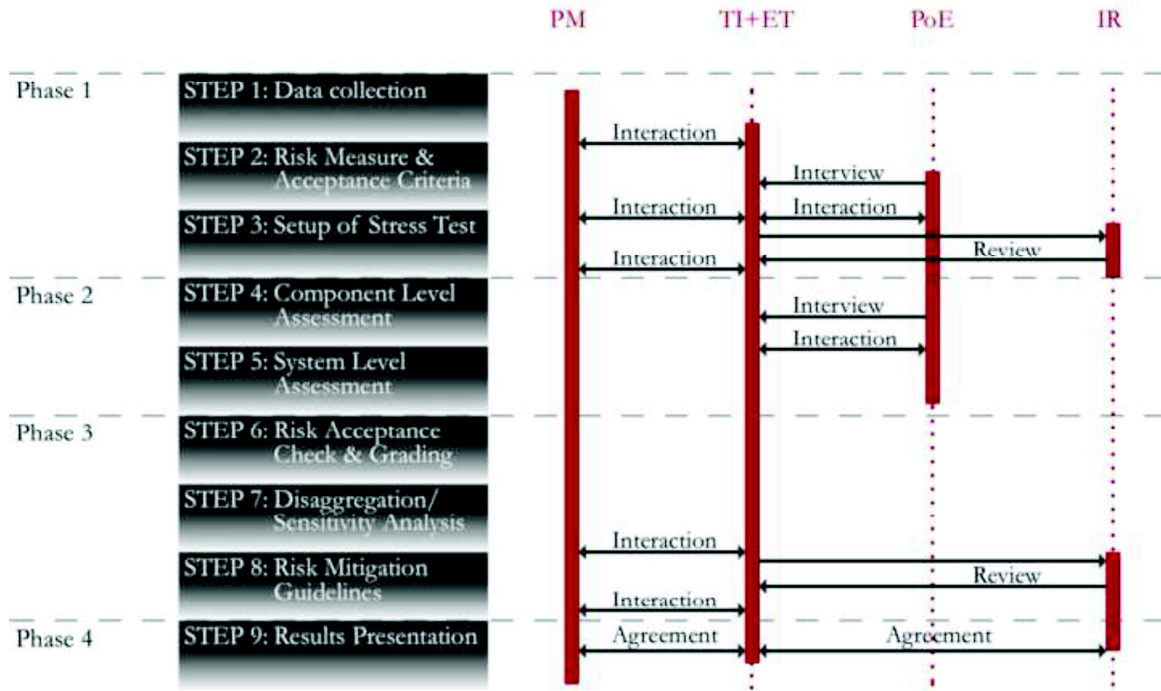 PM TI+ET PoE IR
Phase 1
STEP 1: Data collection
Interaction
STEP 2: Risk Measure &
Acceptance Criteria
Interview
Interaction Interaction
STEP 3: Setup of Stress Test
Review
Interaction
Phase 2
STEP 4: Component Level
Assessment
Interview
Interaction
STEP 5: System Level
Assessment
Phase 3
STEP 6: Risk Acceptance
Check & Grading
STEP 7: Disaggregation/
Sensitivity Analysis
Interaction
STEP 8: Risk Mitigation
Guidelines
Review
Interaction
Phase 4
STEP 9: Results Presentation
Agreement Agreement